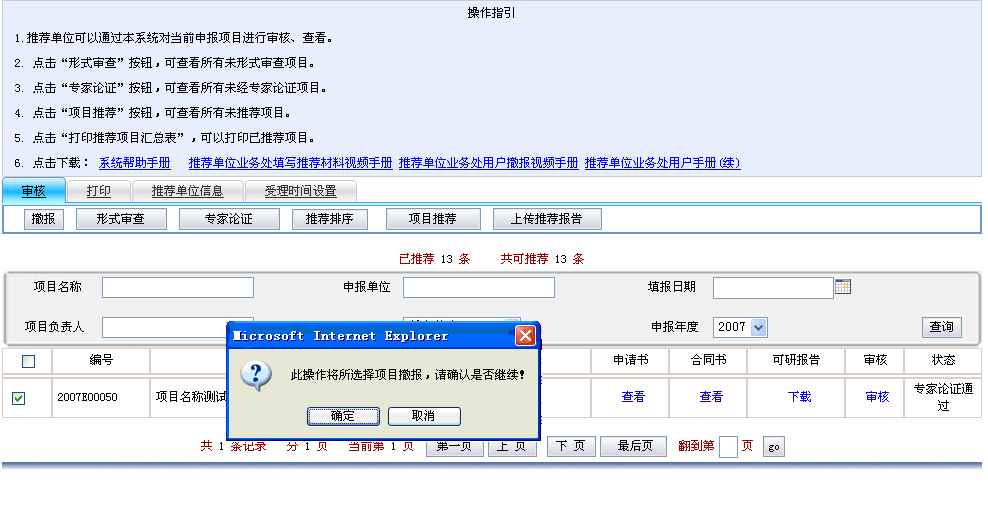 操作指引
1.推荐单位可以通过本系统对当前申报项目进行审核、查看。
2. 点击“形式审查”按钮，可查看所有未形式审查项目。
3. 点击“专家论证”按钮，可查看所有未经专家论证项目。
4. 点击“项目推荐”按钮，可查看所有未推荐项目。
5. 点击“打印推荐项目汇总表”，可以打印已推荐项目。
6. 点击下载： 系统帮助手册 推荐单位业务处填写推荐材料视频手册 推荐单位业务处用户撤报视频手册 推荐单位业务处用户手册(续)
审核 打印 推荐单位信息 受理时间设置
撤报 形式审查 专家论证 推荐排序 项目推荐 上传推荐报告
已推荐 13 条 共可推荐 13 条
项目名称 申报单位 填报日期
项目负责人 申报年度 2007 查询
Microsoft Internet Explorer
此操作将所选择项目撤报，请确认是否继续!
确定 取消
编号 申请书 合同书 可研报告 审核 状态
2007E00050 项目名称测试 查看 查看 下载 审核 专家论证通过
共 1 条记录 分 1 页 当前第 1 页 第一页 上 页 下 页 最后页 翻到第 页 go